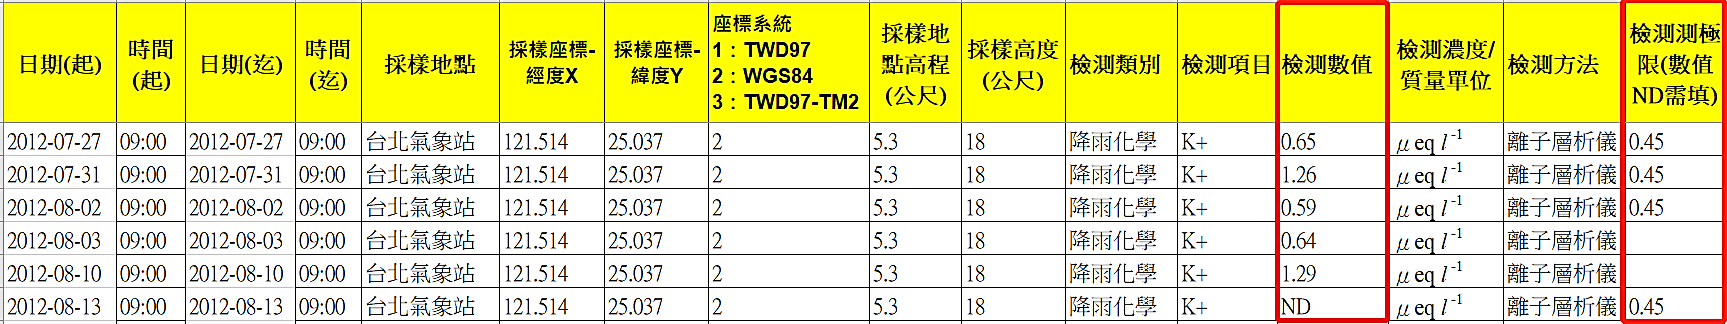 日期(起) 時間(起) 日期(迄) 時間(迄) 採樣地點 採樣座標-經度X 採樣座標-緯度Y 座標系統 1：TWD97 2：WGS84 3：TWD97-TM2 採樣地點高程(公尺) 採樣高度(公尺) 檢測類別 檢測項目 檢測數值 檢測濃度/質量單位 檢測方法 檢測測極限(數值ND需填)
2012-07-27 09:00 2012-07-27 09:00 台北氣象站 121.514 25.037 2 5.3 18 降雨化學 K+ 0.65 μ eq l⁻¹ 離子層析儀 0.45
2012-07-31 09:00 2012-07-31 09:00 台北氣象站 121.514 25.037 2 5.3 18 降雨化學 K+ 1.26 μ eq l⁻¹ 離子層析儀 0.45
2012-08-02 09:00 2012-08-02 09:00 台北氣象站 121.514 25.037 2 5.3 18 降雨化學 K+ 0.59 μ eq l⁻¹ 離子層析儀 0.45
2012-08-03 09:00 2012-08-03 09:00 台北氣象站 121.514 25.037 2 5.3 18 降雨化學 K+ 0.64 μ eq l⁻¹ 離子層析儀
2012-08-10 09:00 2012-08-10 09:00 台北氣象站 121.514 25.037 2 5.3 18 降雨化學 K+ 1.29 μ eq l⁻¹ 離子層析儀
2012-08-13 09:00 2012-08-13 09:00 台北氣象站 121.514 25.037 2 5.3 18 降雨化學 K+ ND μ eq l⁻¹ 離子層析儀 0.45